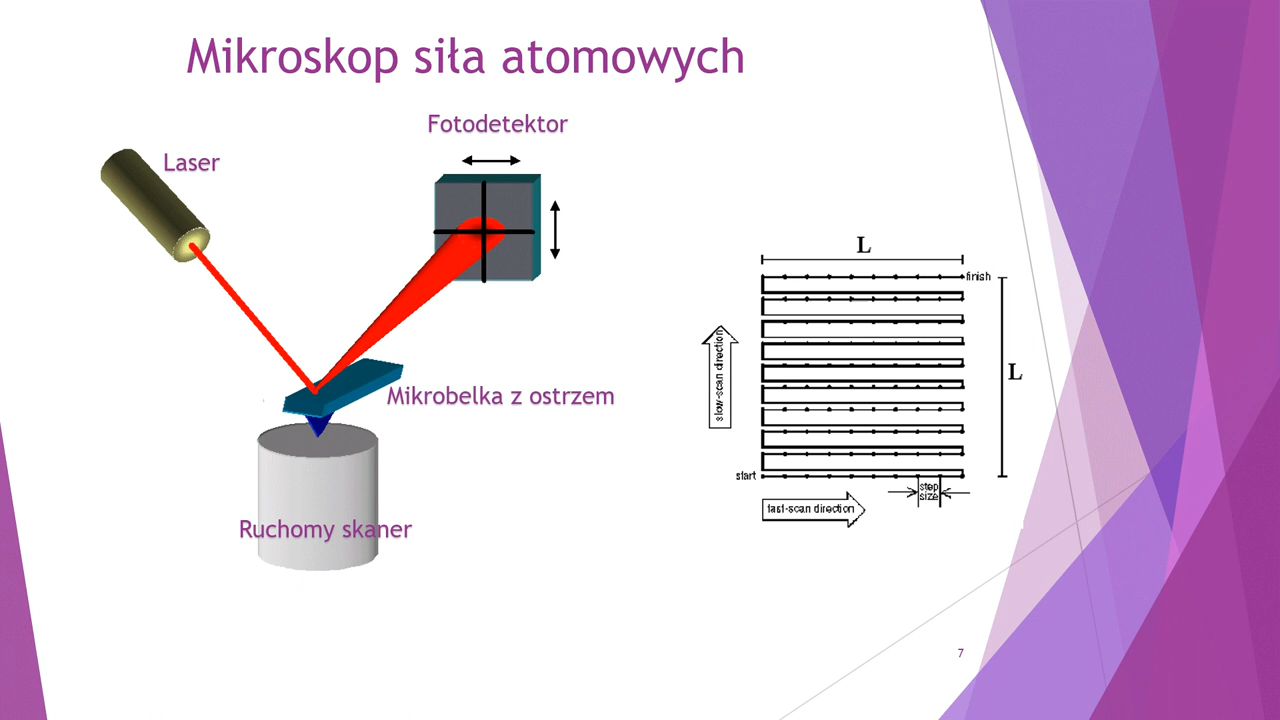 Mikroskop siła atomowych
Fotodetektor
Laser
Mikrobelka z ostrzem
Ruchomy skaner
L
finish
slow-scan direction
L
start
step
size
fast-scan direction
7